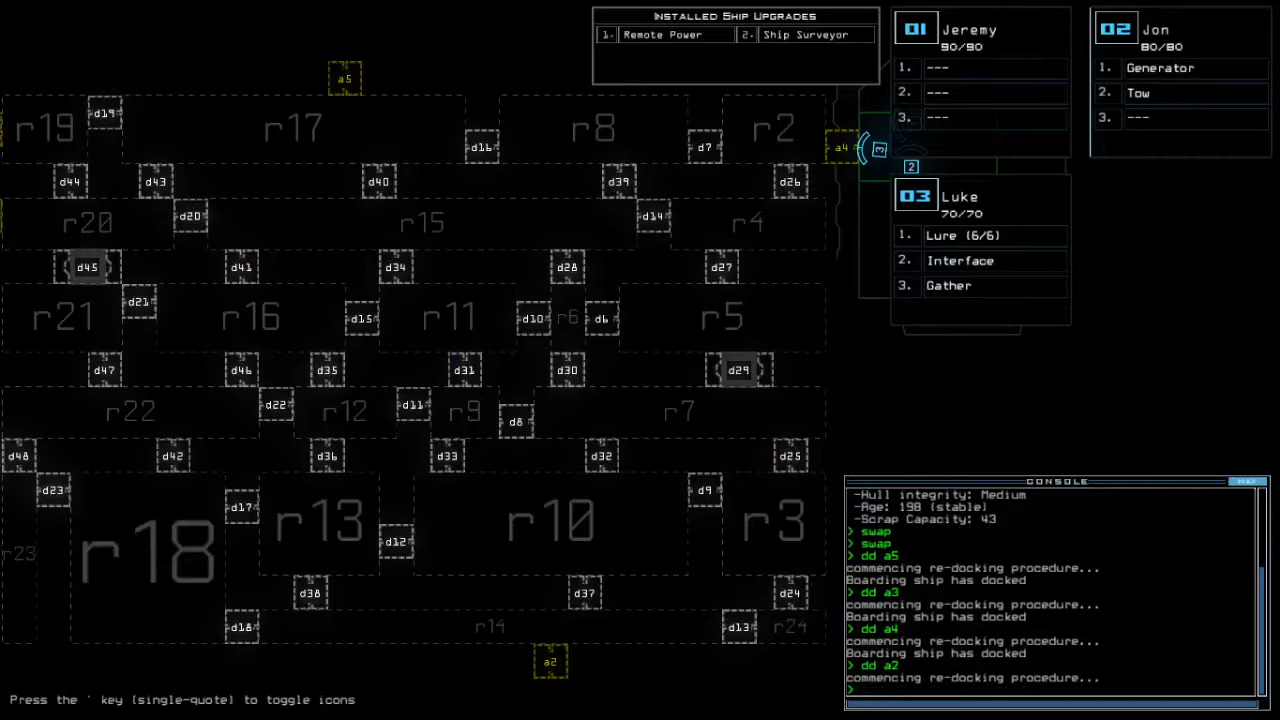 Installed Ship Upgrades
1. Remote Power 2. Ship Surveyor
01 Jeremy
90/90
1. ---
2. ---
3. ---
02 Jon
80/80
1. Generator
2. Tow
3. ---
03 Luke
70/70
1. Lure (6/6)
2. Interface
3. Gather
a5
r19 d19 r17 r8 r2
d16 d7 a4 3
2
d44 d43 d40 d39 d26
r20 d20 r15 d14 r4
d45 d41 d34 d28 d27
r21 d21 r16 d15 r11 d10 r6 d6 r5
d47 d46 d35 d31 d30 d29
r22 d22 r12 d11 r9 d8 r7
d48 d42 d36 d33 d32 d25
d23 d17 r13 r10 d9 r3
r23 r18 d12
d38 d37 d24
d18 r14 d13 r24
a2
Press the ` key (single-quote) to toggle icons
CONSOLE MAX
-Hull integrity: Medium
-Age: 198 (stable)
-Scrap Capacity: 43
> swap
> swap
> dd a5
commencing re-docking procedure...
Boarding ship has docked
> dd a3
commencing re-docking procedure...
Boarding ship has docked
> dd a4
commencing re-docking procedure...
Boarding ship has docked
> dd a2
commencing re-docking procedure...
>